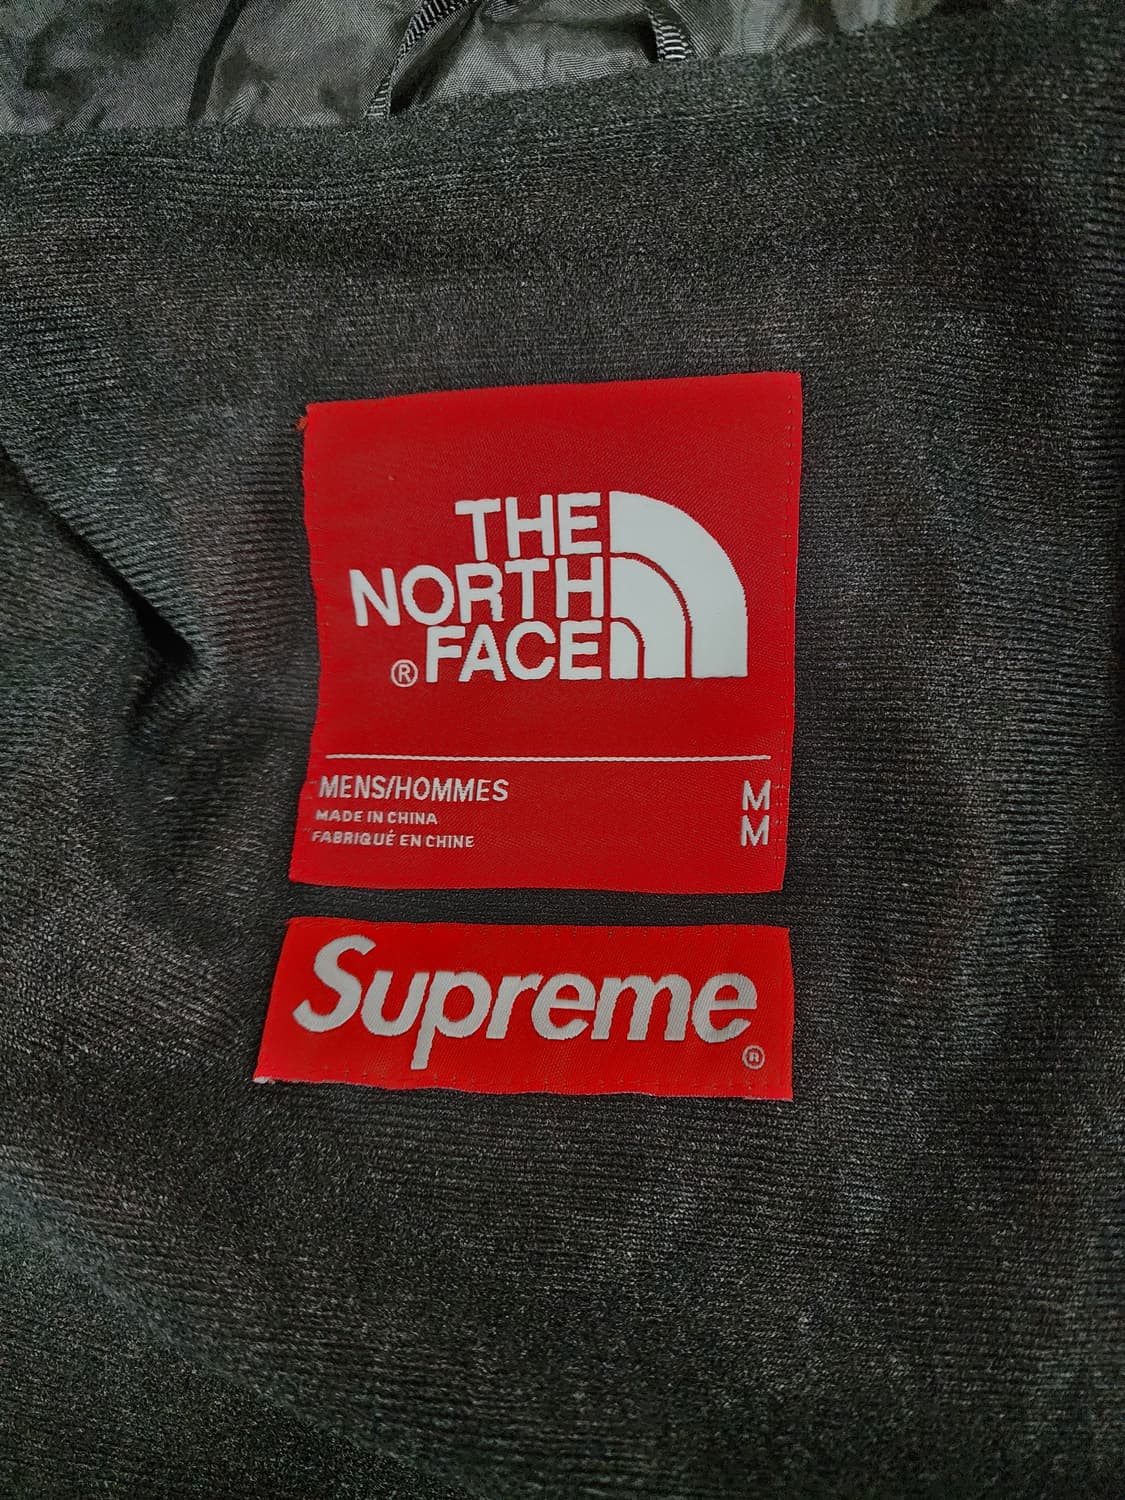 THE
NORTH
® FACE
MENS/HOMMES M
MADE IN CHINA
FABRIQUÉ EN CHINE M
Supreme ®